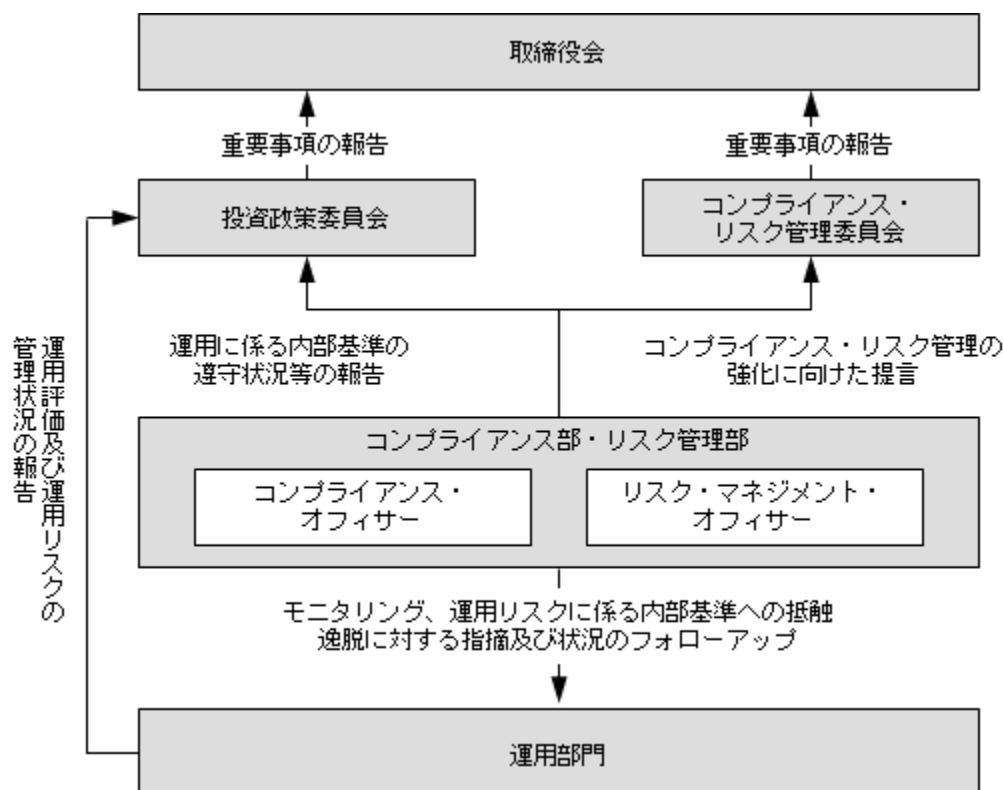 取締役会
重要事項の報告
重要事項の報告
投資政策委員会
コンプライアンス・
リスク管理委員会
運用に係る内部基準の
遵守状況等の報告
コンプライアンス・リスク管理の
強化に向けた提言
運用評価及び運用リスクの
管理状況の報告
コンプライアンス部・リスク管理部
コンプライアンス・
オフィサー
リスク・マネジメント・
オフィサー
モニタリング、運用リスクに係る内部基準への抵触
逸脱に対する指摘及び状況のフォローアップ
運用部門